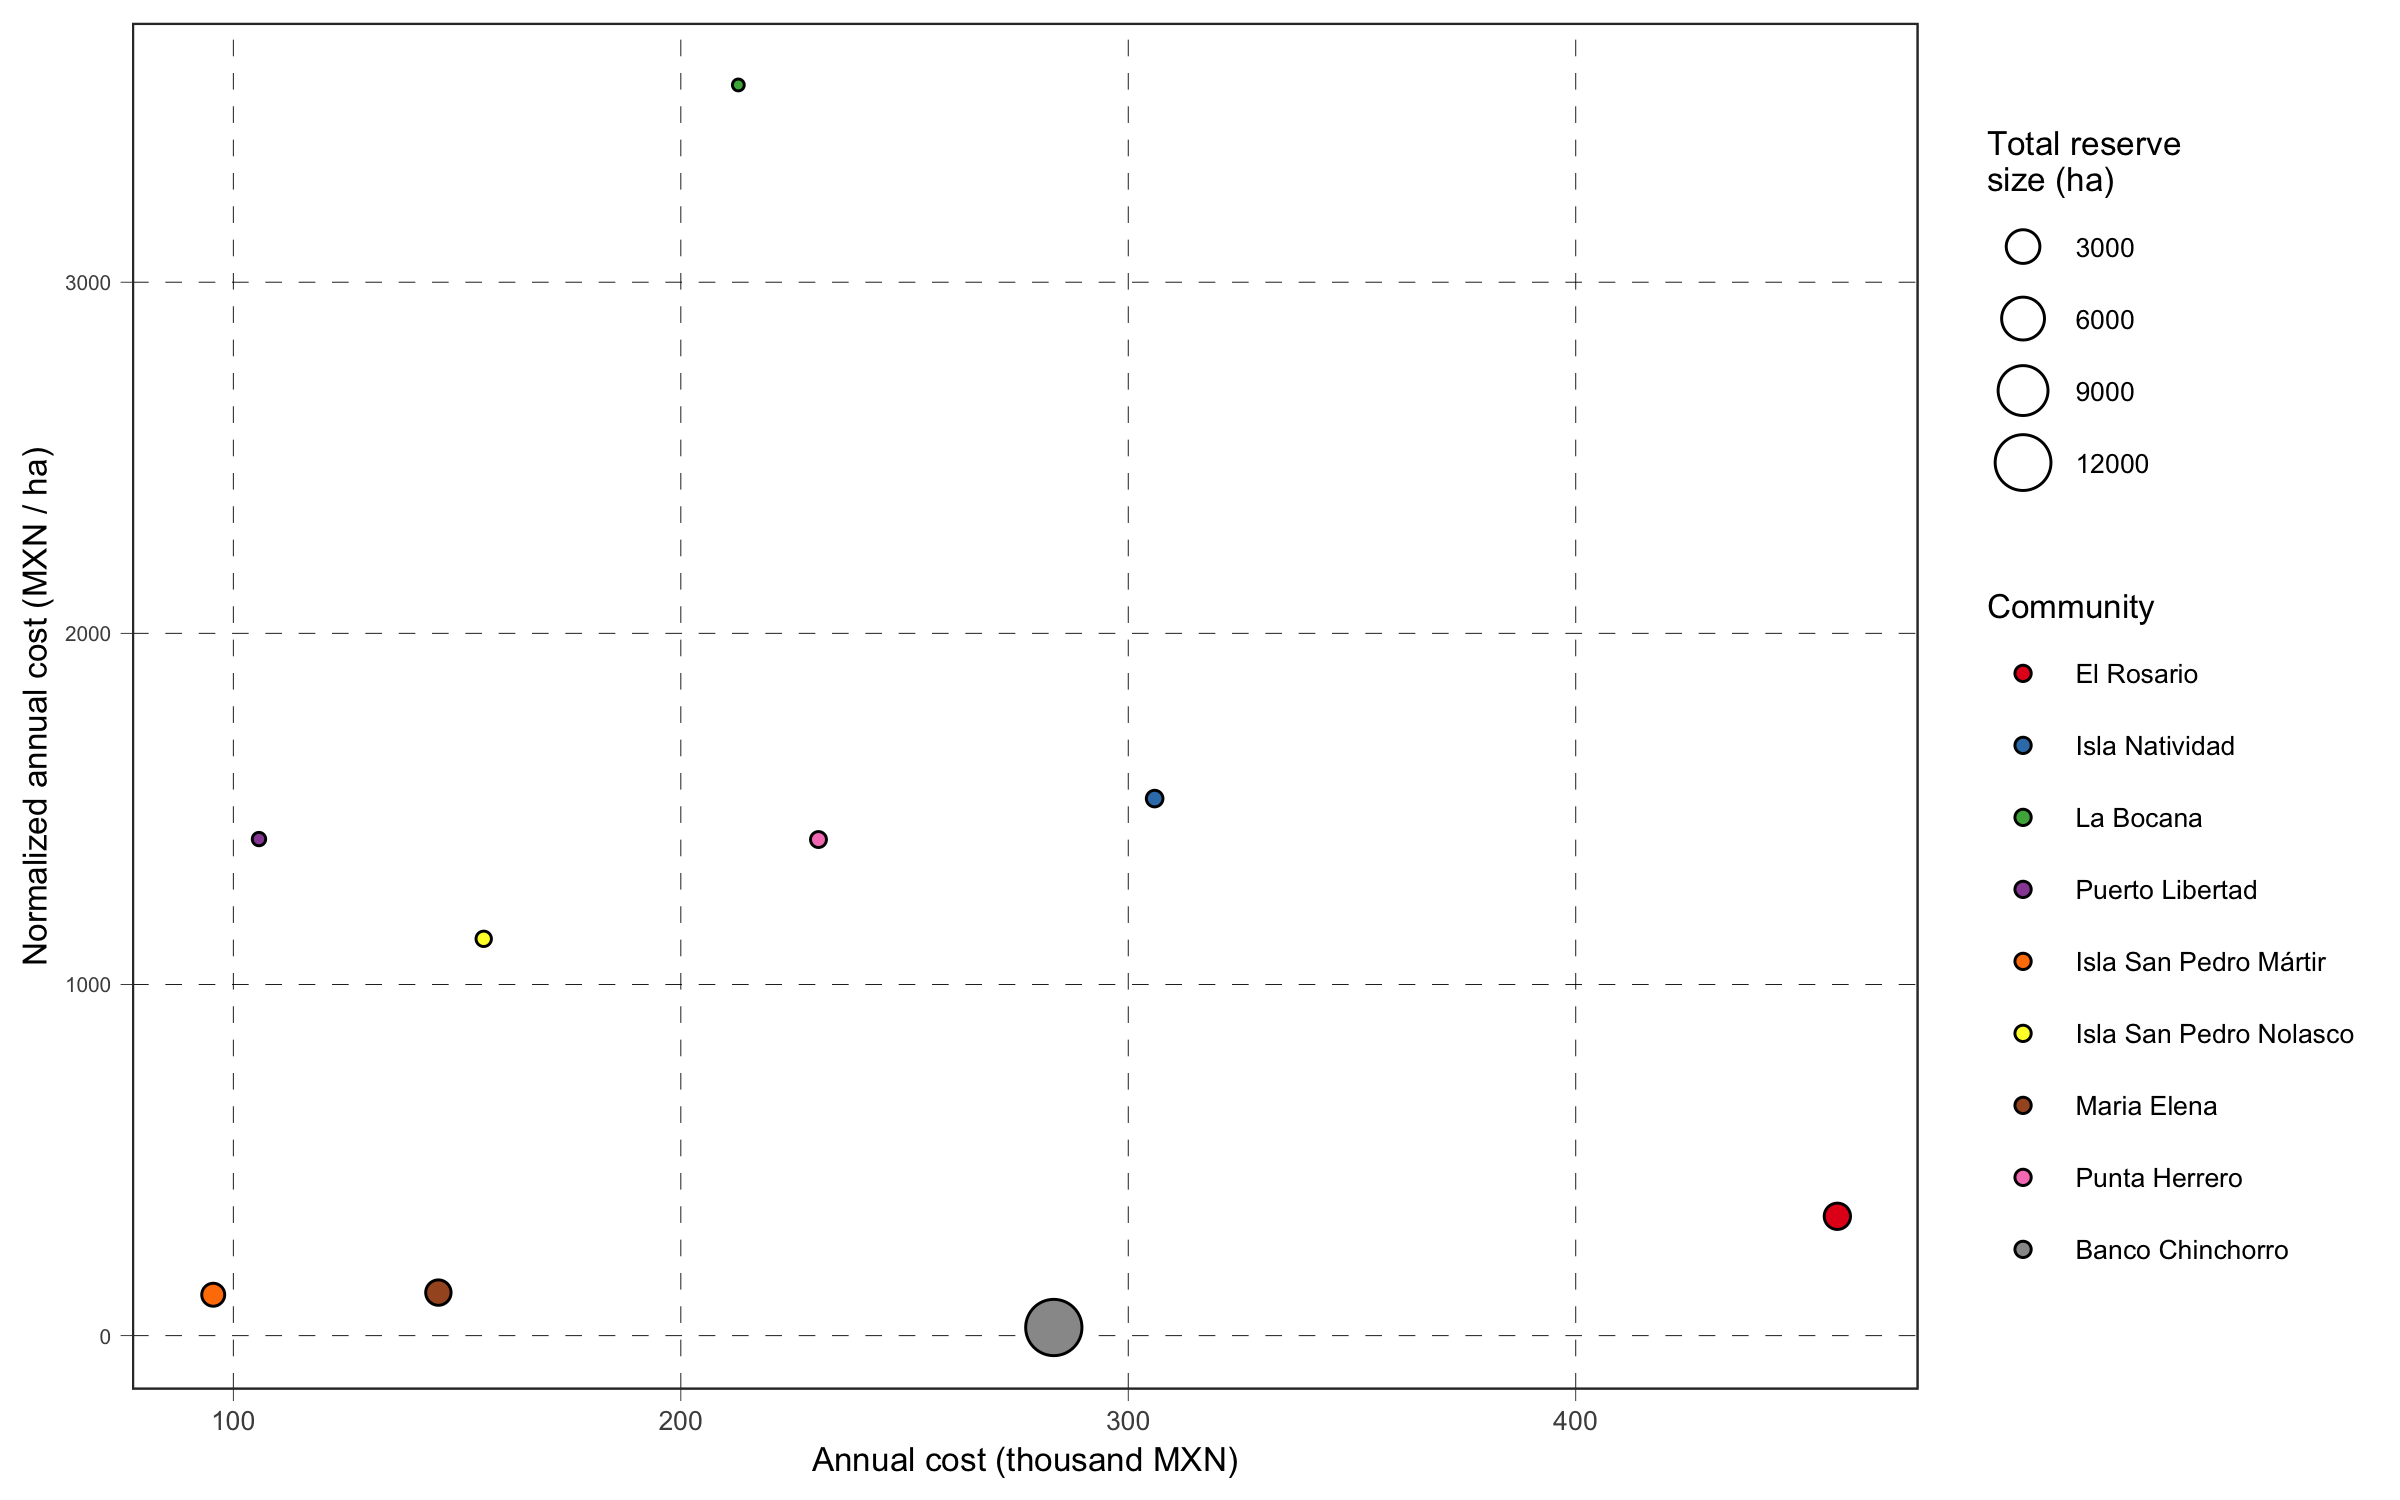 3000
2000
1000
0
Normalized annual cost (MXN / ha)
100
200
300
400
Annual cost (thousand MXN)
Total reserve
size (ha)
3000
6000
9000
12000
Community
El Rosario
Isla Natividad
La Bocana
Puerto Libertad
Isla San Pedro Mártir
Isla San Pedro Nolasco
Maria Elena
Punta Herrero
Banco Chinchorro